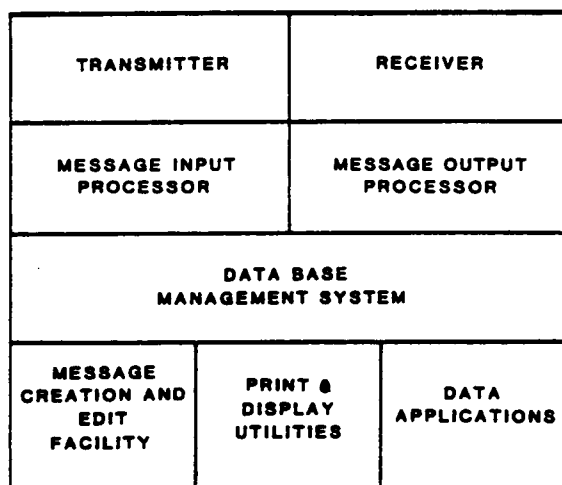 TRANSMITTER
RECEIVER
MESSAGE INPUT
PROCESSOR
MESSAGE OUTPUT
PROCESSOR
DATA BASE
MANAGEMENT SYSTEM
MESSAGE
CREATION AND
EDIT
FACILITY
PRINT &
DISPLAY
UTILITIES
DATA
APPLICATIONS